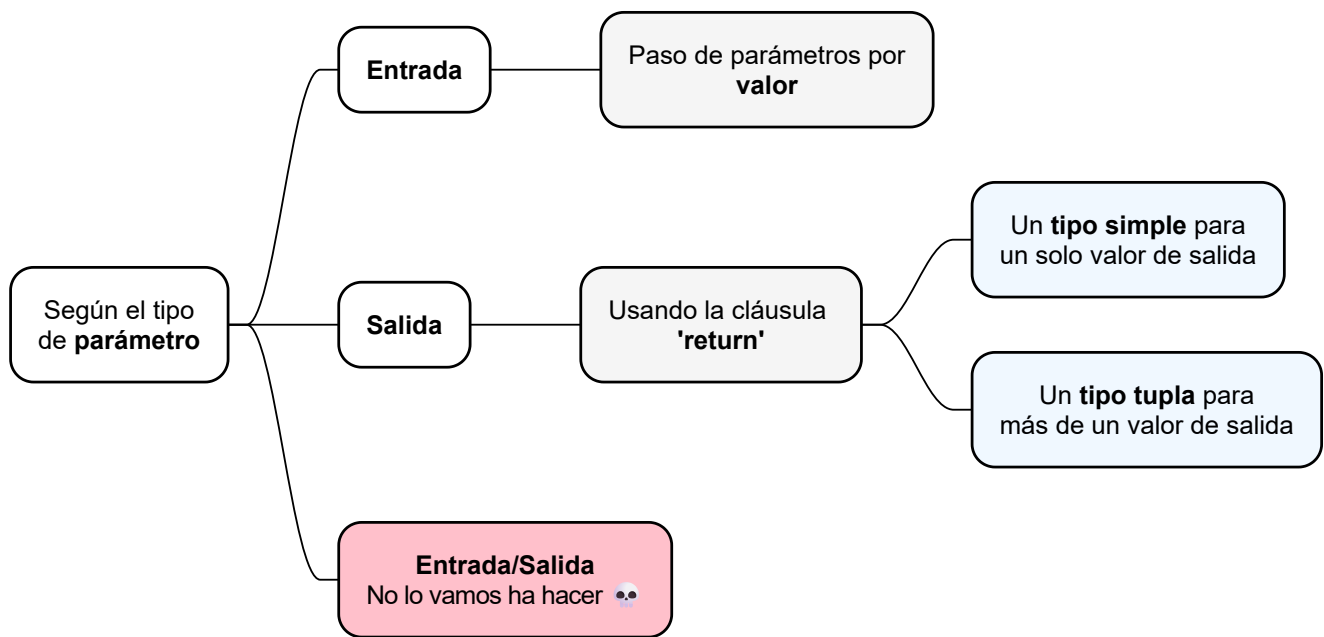 Entrada
Paso de parámetros por
valor
Según el tipo
de parámetro
Salida
Usando la cláusula
'return'
Un tipo simple para
un solo valor de salida
Un tipo tupla para
más de un valor de salida
Entrada/Salida
No lo vamos ha hacer 💀